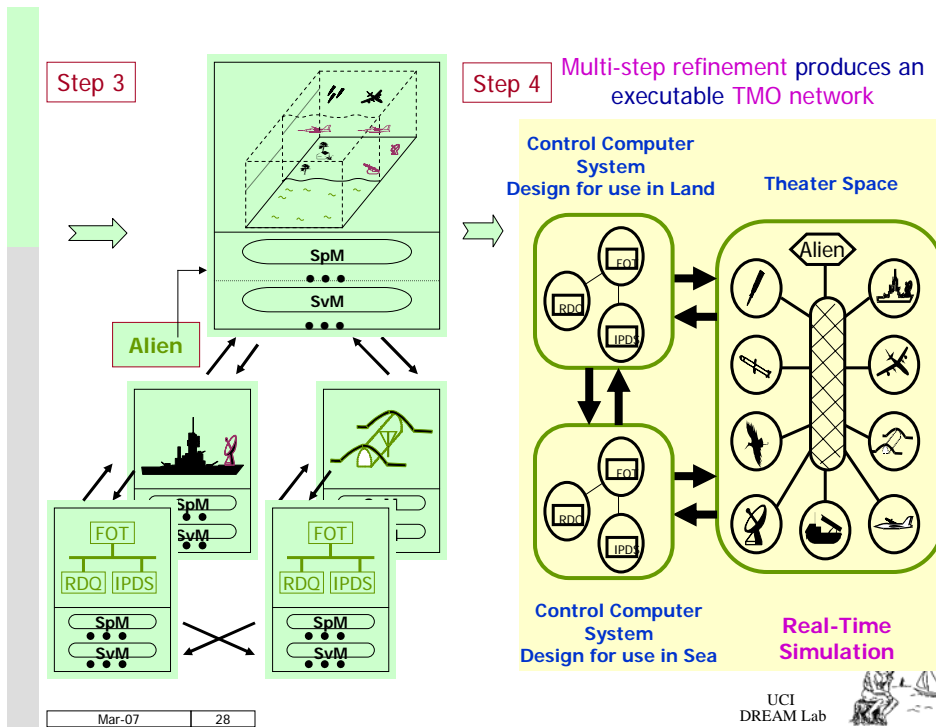 Step 3
SpM
SvM
Alien
SpM
SvM
SpM
SvM
FOT
RDQ IPDS
SpM
SvM
FOT
RDQ IPDS
SpM
SvM
Step 4
Multi-step refinement produces an
executable TMO network
Control Computer
System
Design for use in Land
Theater Space
FOT
RDQ
IPDS
Alien
FOT
RDQ
IPDS
Control Computer
System
Design for use in Sea
Real-Time
Simulation
Mar-07 28
UCI
DREAM Lab